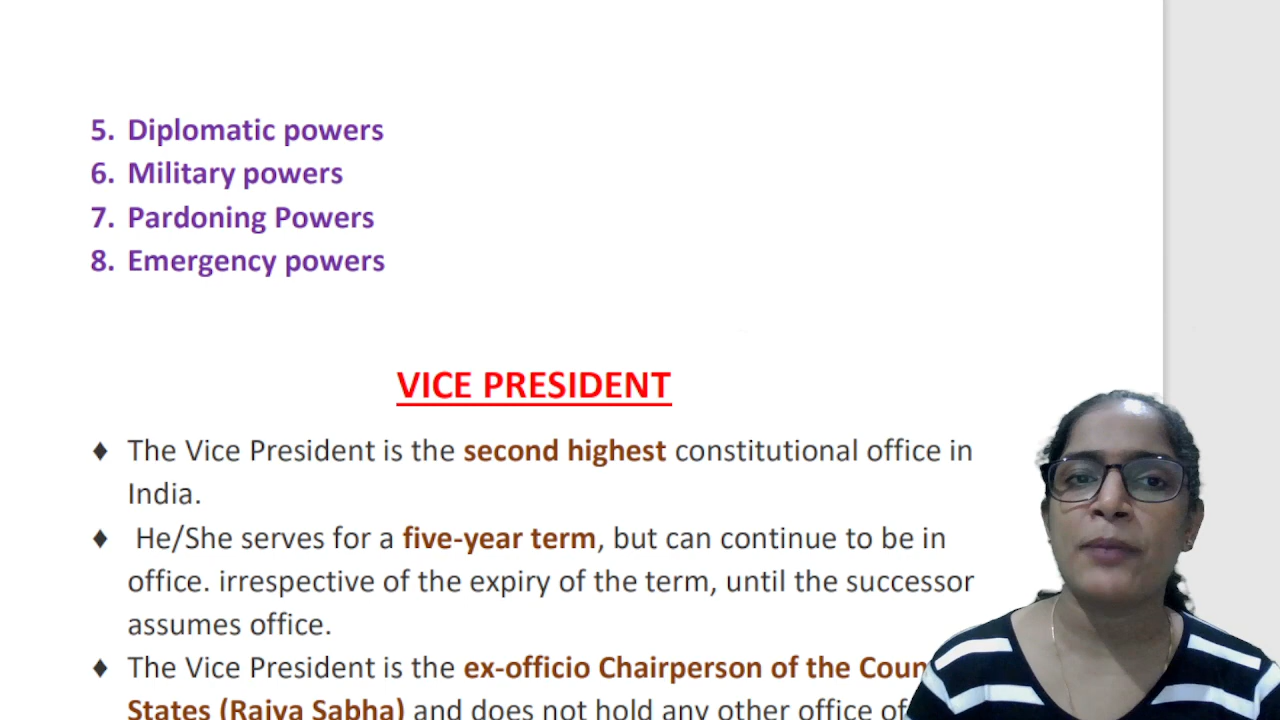 5. Diplomatic powers
6. Military powers
7. Pardoning Powers
8. Emergency powers
VICE PRESIDENT
♦ The Vice President is the second highest constitutional office in
India.
♦ He/She serves for a five-year term, but can continue to be in
office. irrespective of the expiry of the term, until the successor
assumes office.
♦ The Vice President is the ex-officio Chairperson of the
States (Rajya Sabha) and does not hold any other office of